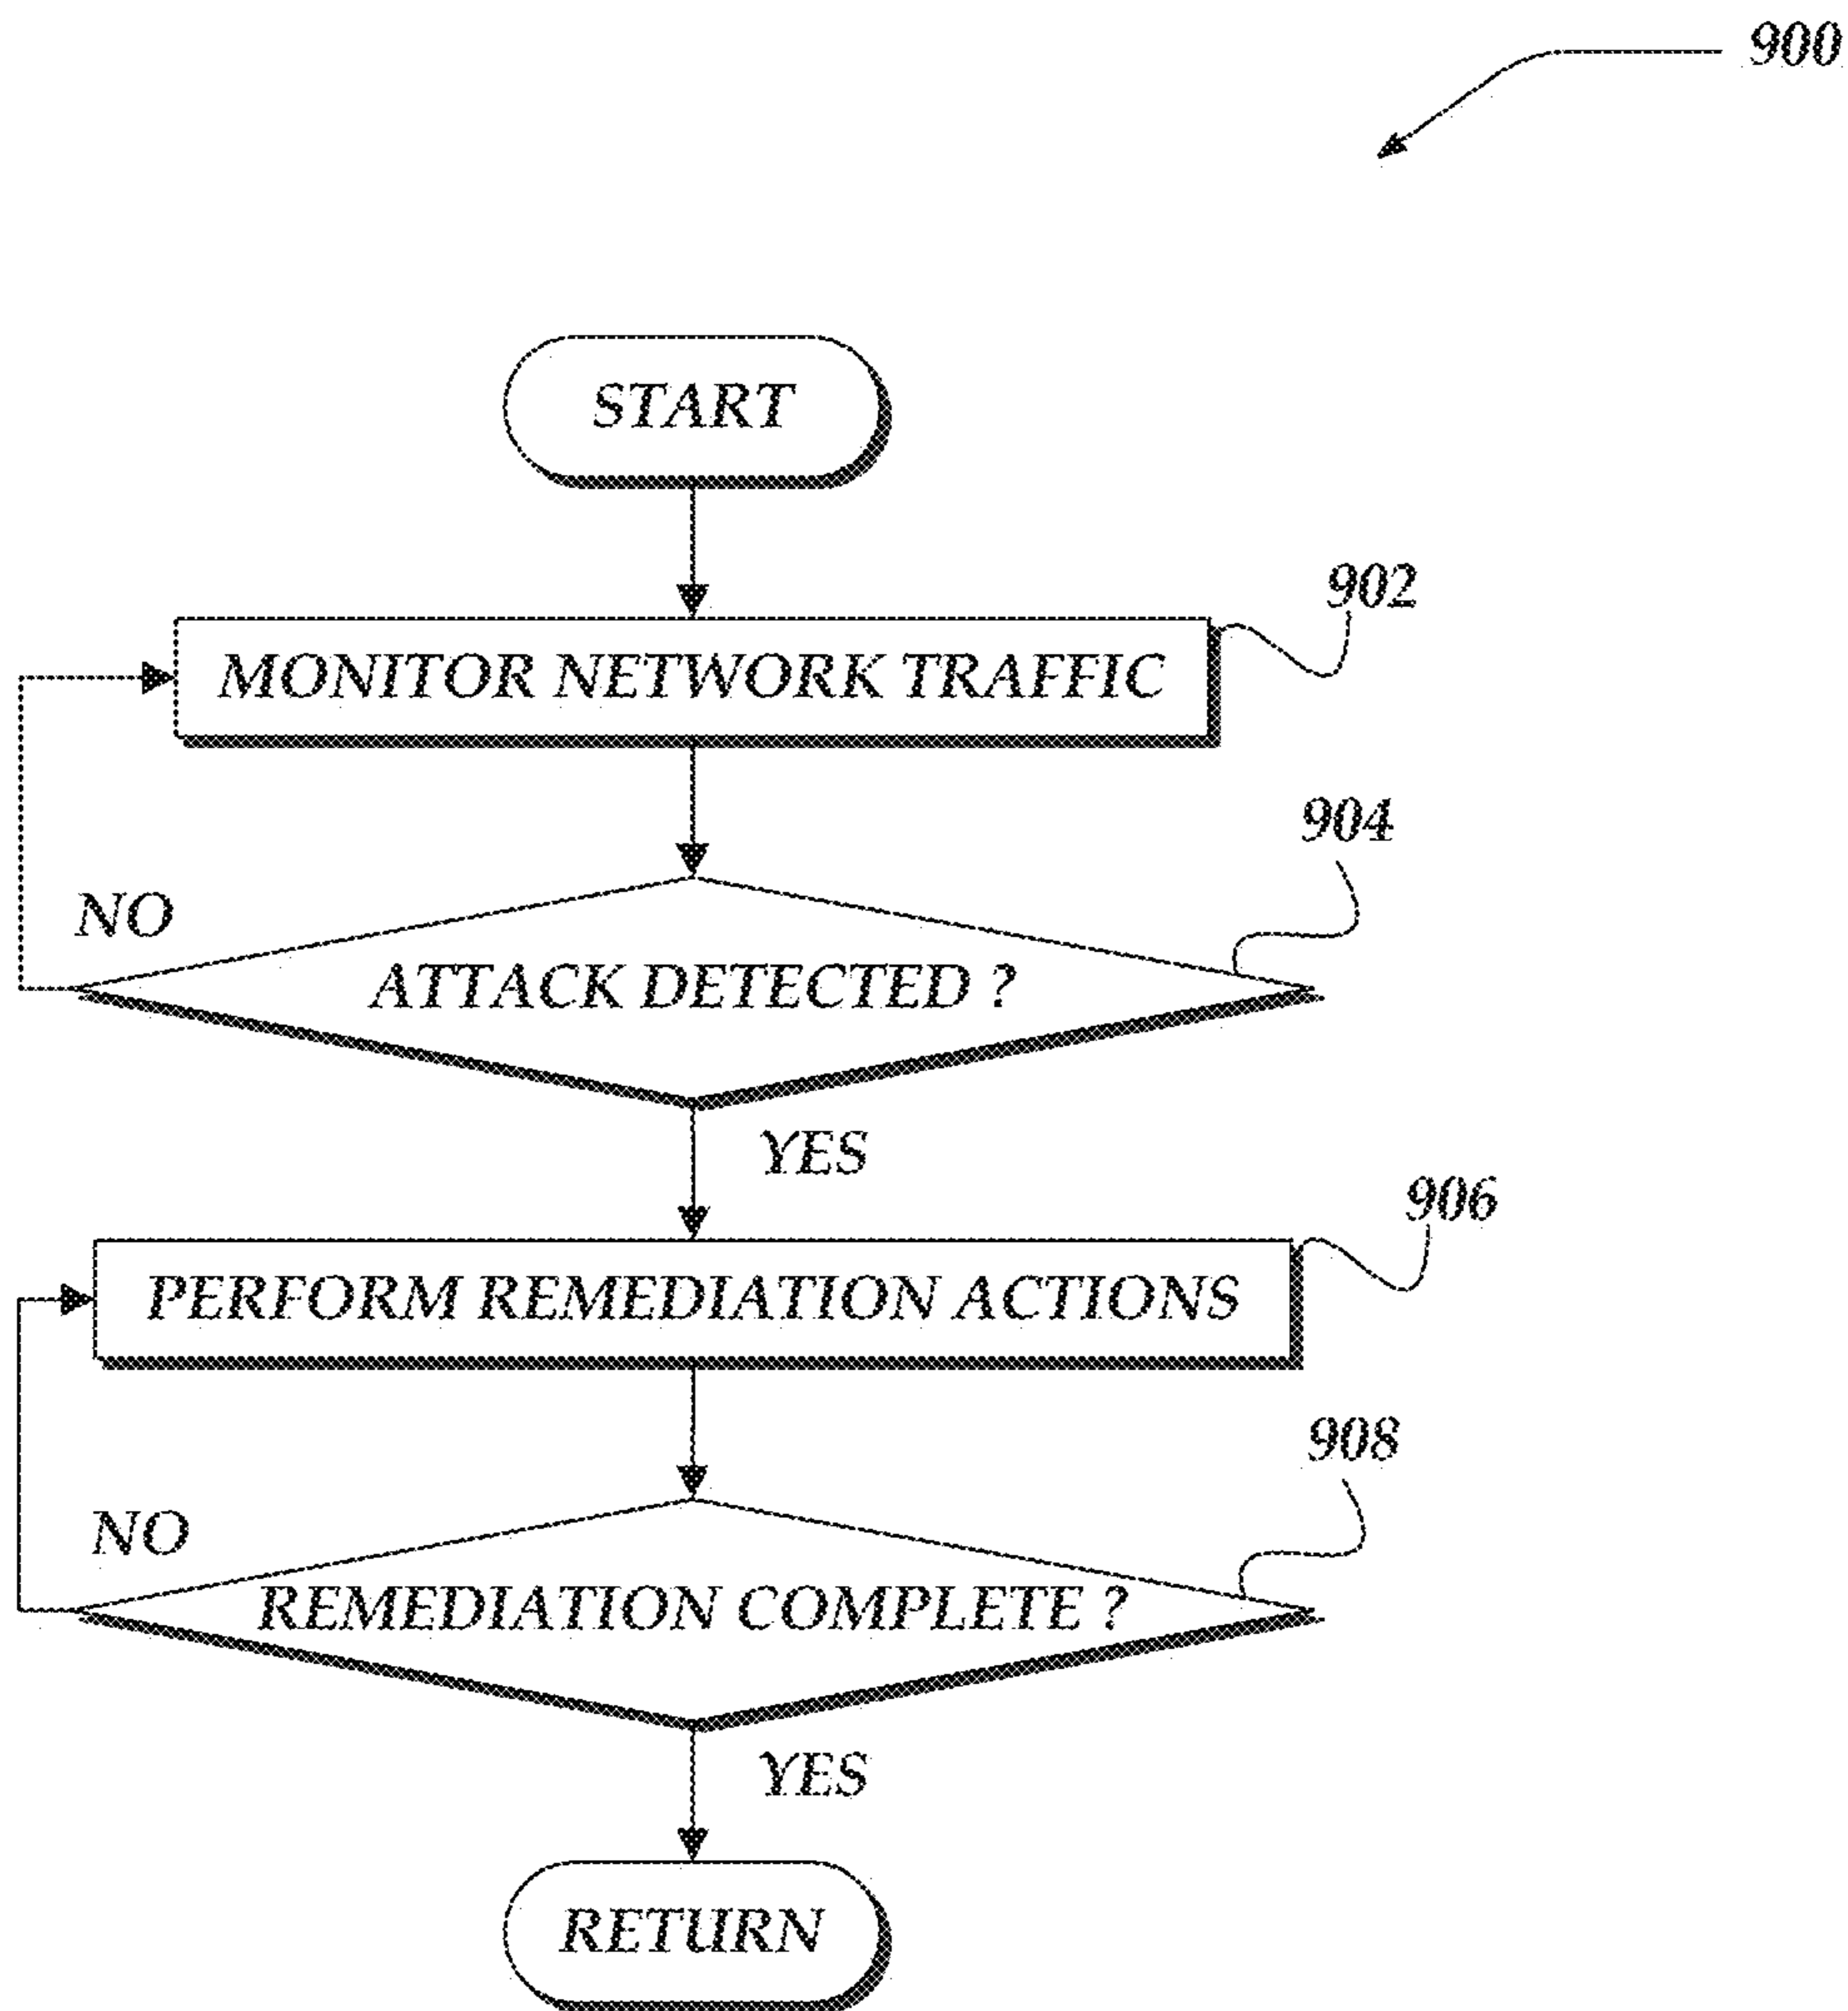 900
START
902
MONITOR NETWORK TRAFFIC
904
NO
ATTACK DETECTED ?
YES
906
PERFORM REMEDIATION ACTIONS
908
NO
REMEDIATION COMPLETE ?
YES
RETURN